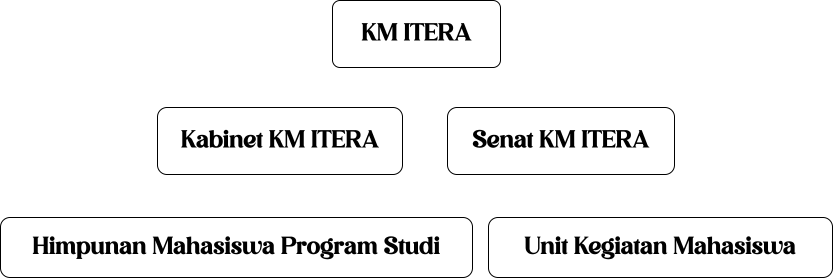 KM ITERA
Kabinet KM ITERA
Senat KM ITERA
Himpunan Mahasiswa Program Studi
Unit Kegiatan Mahasiswa